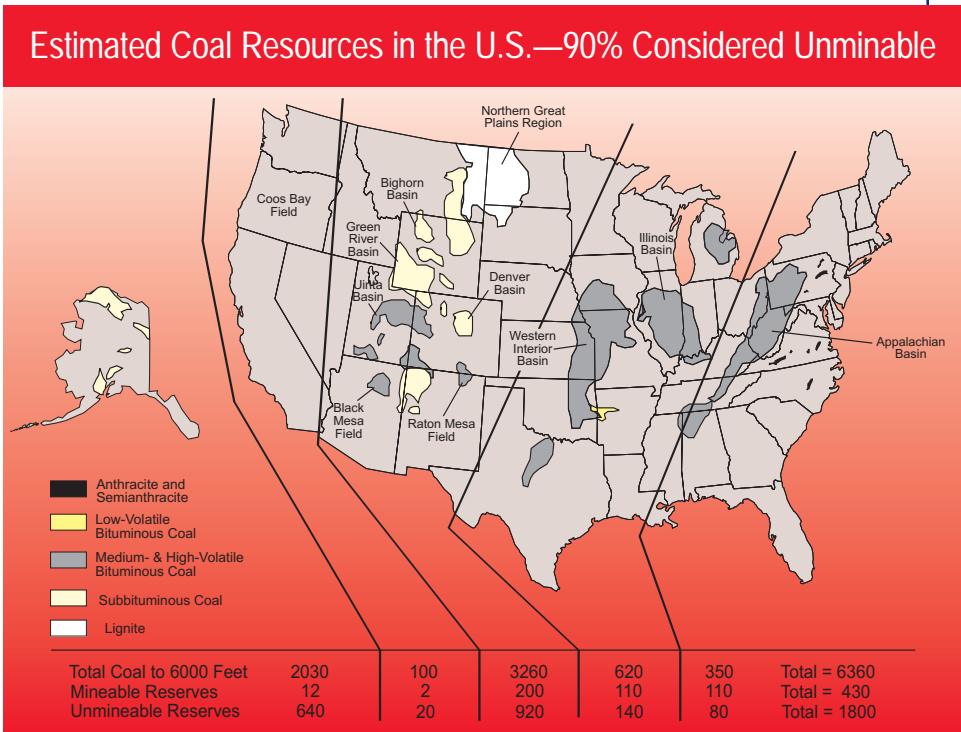 Estimated Coal Resources in the U.S.—90% Considered Unminable
Northern Great
Plains Region
Bighorn
Basin
Coos Bay
Field
Green
River
Basin
Illinois
Basin
Uinta
Basin
Denver
Basin
Western
Interior
Basin
Appalachian
Basin
Black
Mesa
Field
Raton Mesa
Field
Anthracite and
Semianthracite
Low-Volatile
Bituminous Coal
Medium- & High-Volatile
Bituminous Coal
Subbituminous Coal
Lignite
Total Coal to 6000 Feet 2030 100 3260 620 350 Total = 6360
Mineable Reserves 12 2 200 110 110 Total = 430
Unmineable Reserves 640 20 920 140 80 Total = 1800